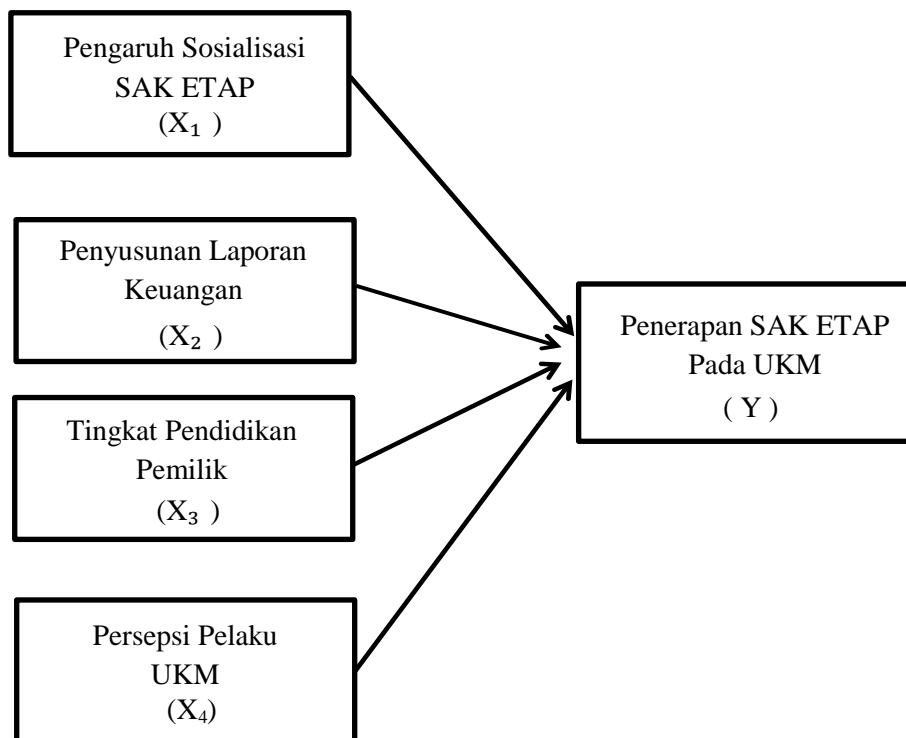 Pengaruh Sosialisasi
SAK ETAP
(X₁ )
Penyusunan Laporan
Keuangan
(X₂ )
Tingkat Pendidikan
Pemilik
(X₃ )
Persepsi Pelaku
UKM
(X₄)
Penerapan SAK ETAP
Pada UKM
( Y )